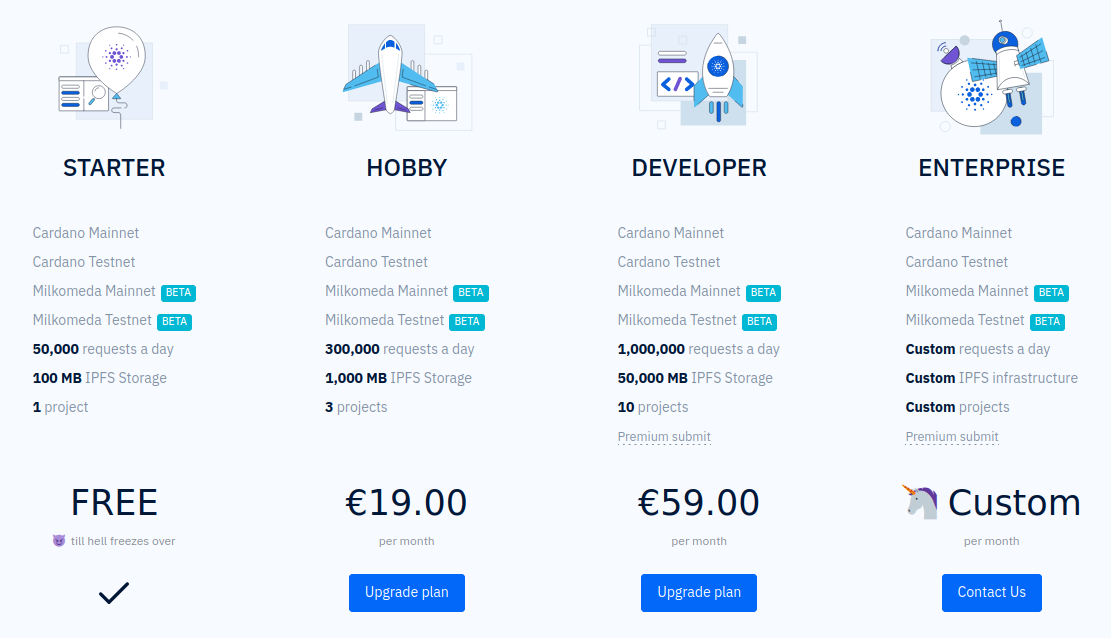 STARTER
Cardano Mainnet
Cardano Testnet
Milkomeda Mainnet BETA
Milkomeda Testnet BETA
50,000 requests a day
100 MB IPFS Storage
1 project
FREE
😈 till hell freezes over
HOBBY
Cardano Mainnet
Cardano Testnet
Milkomeda Mainnet BETA
Milkomeda Testnet BETA
300,000 requests a day
1,000 MB IPFS Storage
3 projects
€19.00
per month
Upgrade plan
DEVELOPER
Cardano Mainnet
Cardano Testnet
Milkomeda Mainnet BETA
Milkomeda Testnet BETA
1,000,000 requests a day
50,000 MB IPFS Storage
10 projects
Premium submit
€59.00
per month
Upgrade plan
ENTERPRISE
Cardano Mainnet
Cardano Testnet
Milkomeda Mainnet BETA
Milkomeda Testnet BETA
Custom requests a day
Custom IPFS infrastructure
Custom projects
Premium submit
🦄 Custom
per month
Contact Us